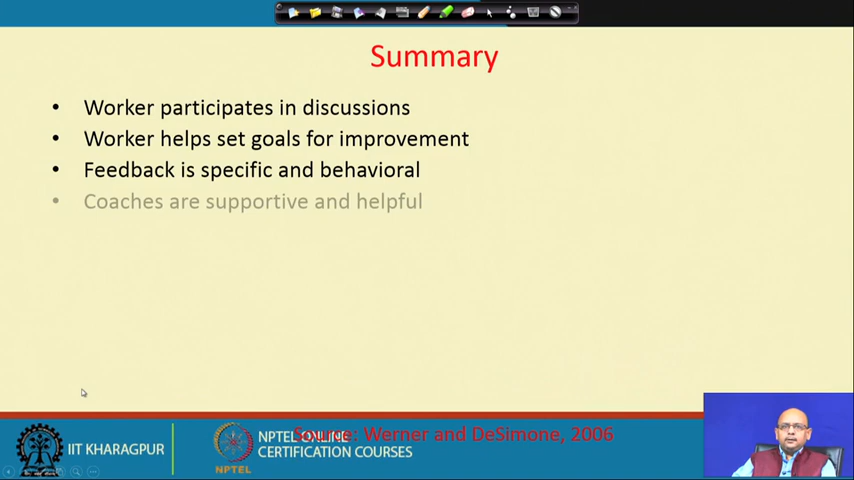 Summary
• Worker participates in discussions
• Worker helps set goals for improvement
• Feedback is specific and behavioral
• Coaches are supportive and helpful
Source: Werner and DeSimone, 2006
IIT KHARAGPUR
NPTEL
NPTEL ONLINE
CERTIFICATION COURSES